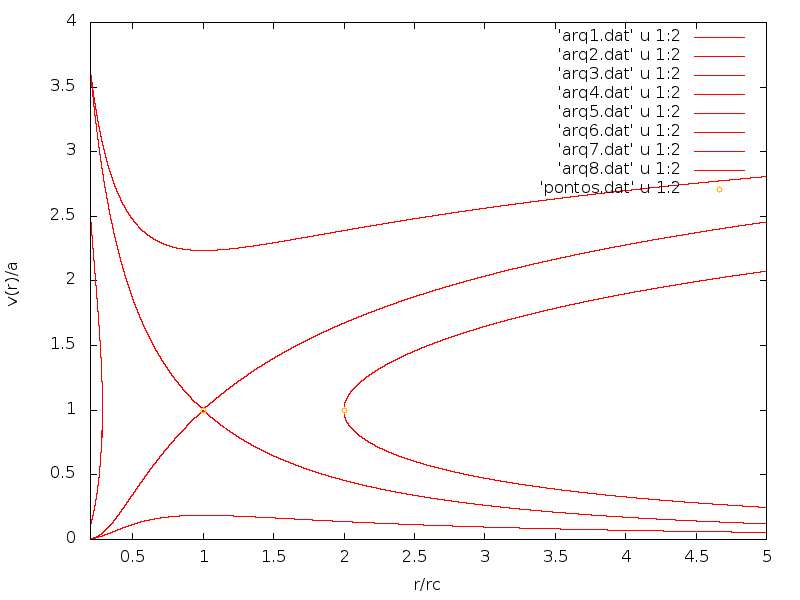 4
3.5
3
2.5
2
1.5
1
0.5
0
v(r)/a
'arq1.dat' u 1:2
'arq2.dat' u 1:2
'arq3.dat' u 1:2
'arq4.dat' u 1:2
'arq5.dat' u 1:2
'arq6.dat' u 1:2
'arq7.dat' u 1:2
'arq8.dat' u 1:2
'pontos.dat' u 1:2
0.5 1 1.5 2 2.5 3 3.5 4 4.5 5
r/rc